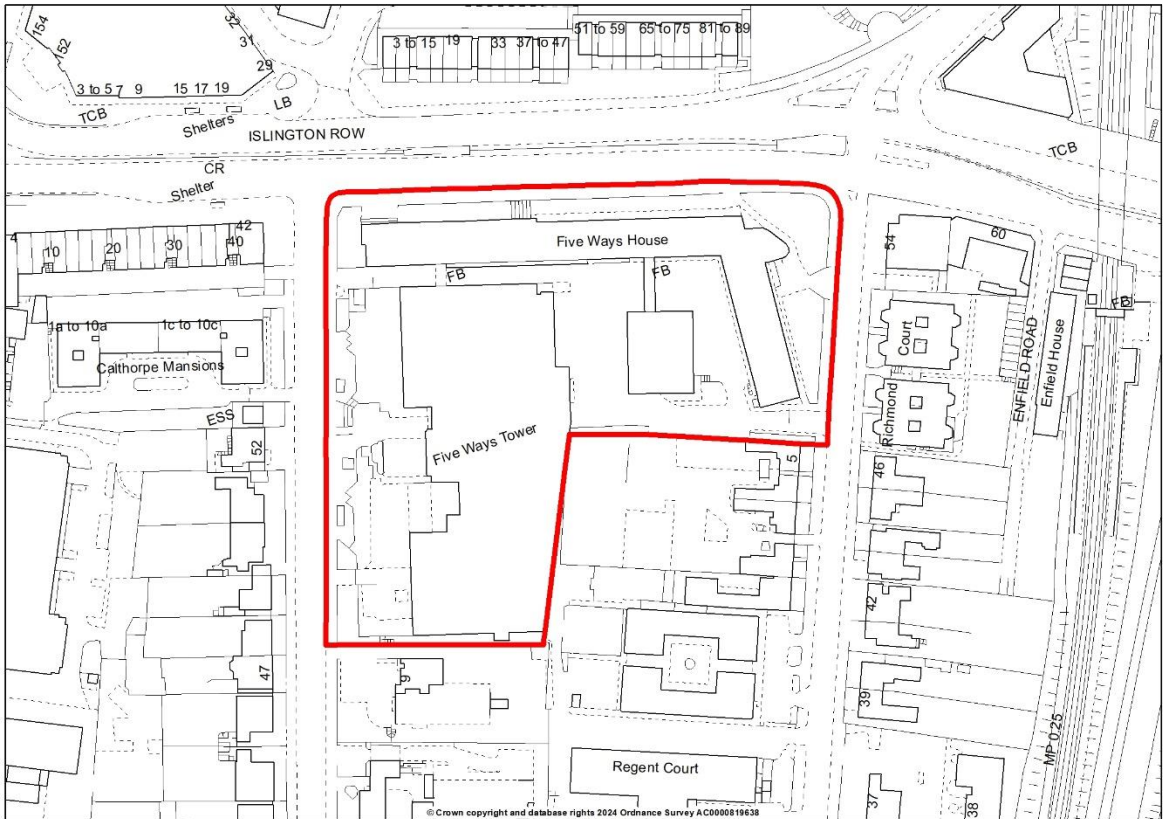 154
152
32
31
29
3 to 5 7 9 15 17 19
TCB
Shelters
LB
3 to 15 19 33 37 to 47
51 to 59 65 to 75 81 to 89
ISLINGTON ROW
TCB
CR
Shelter
4
10
20
30
40
42
Five Ways House
54
60
FB
FB
FB
1a to 10a 1c to 10c
Calthorpe Mansions
Court
Richmond
ENFIELD ROAD
Enfield House
ESS
52
Five Ways Tower
5
46
42
47
9
39
MP 0.25
Regent Court
37
38
© Crown copyright and database rights 2024 Ordnance Survey AC0000819638